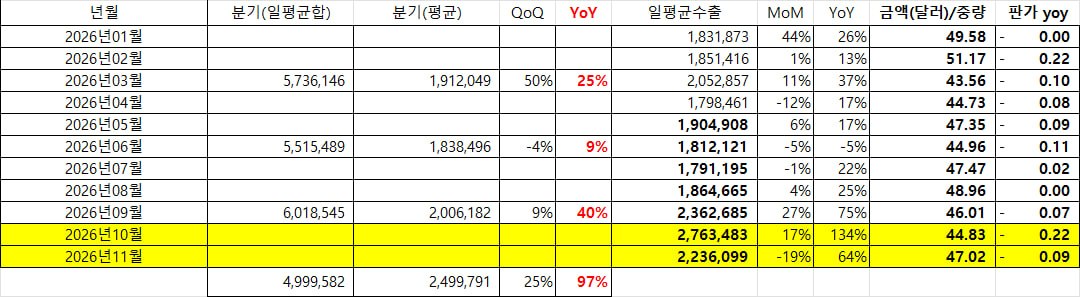 년월 분기(일평균합) 분기(평균) QoQ YoY 일평균수출 MoM YoY 금액(달러)/중량 판가 yoy
2026년01월 1,831,873 44% 26% 49.58 - 0.00
2026년02월 1,851,416 1% 13% 51.17 - 0.22
2026년03월 5,736,146 1,912,049 50% 25% 2,052,857 11% 37% 43.56 - 0.10
2026년04월 1,798,461 -12% 17% 44.73 - 0.08
2026년05월 1,904,908 6% 17% 47.35 - 0.09
2026년06월 5,515,489 1,838,496 -4% 9% 1,812,121 -5% -5% 44.96 - 0.11
2026년07월 1,791,195 -1% 22% 47.47 0.02
2026년08월 1,864,665 4% 25% 48.96 0.00
2026년09월 6,018,545 2,006,182 9% 40% 2,362,685 27% 75% 46.01 - 0.07
2026년10월 2,763,483 17% 134% 44.83 - 0.22
2026년11월 2,236,099 -19% 64% 47.02 - 0.09
4,999,582 2,499,791 25% 97%